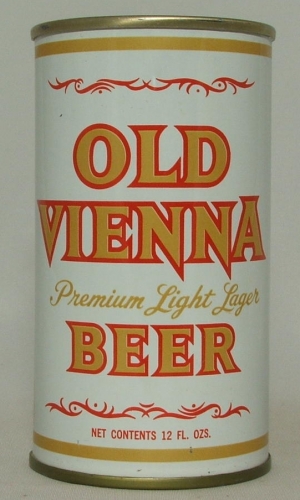 OLD
VIENNA
Premium Light Lager
BEER
NET CONTENTS 12 FL. OZS.